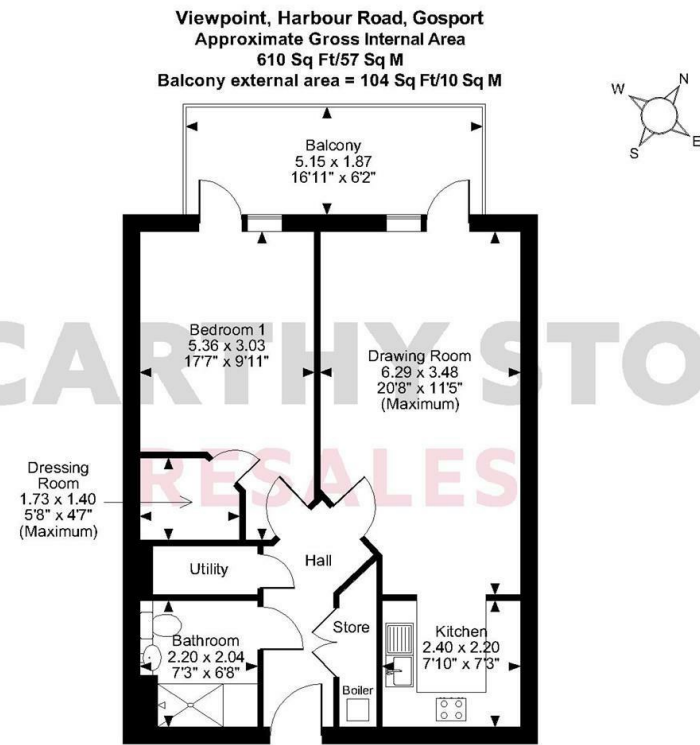 Viewpoint, Harbour Road, Gosport
Approximate Gross Internal Area
610 Sq Ft/57 Sq M
Balcony external area = 104 Sq Ft/10 Sq M
N
W
E
S
Balcony
5.15 x 1.87
16'11" x 6'2"
Bedroom 1
5.36 x 3.03
17'7" x 9'11"
Drawing Room
6.29 x 3.48
20'8" x 11'5"
(Maximum)
CARTHY STO
RESALES
Dressing
Room
1.73 x 1.40
5'8" x 4'7"
(Maximum)
Utility
Hall
Bathroom
2.20 x 2.04
7'3" x 6'8"
Store
Boiler
Kitchen
2.40 x 2.20
7'10" x 7'3"